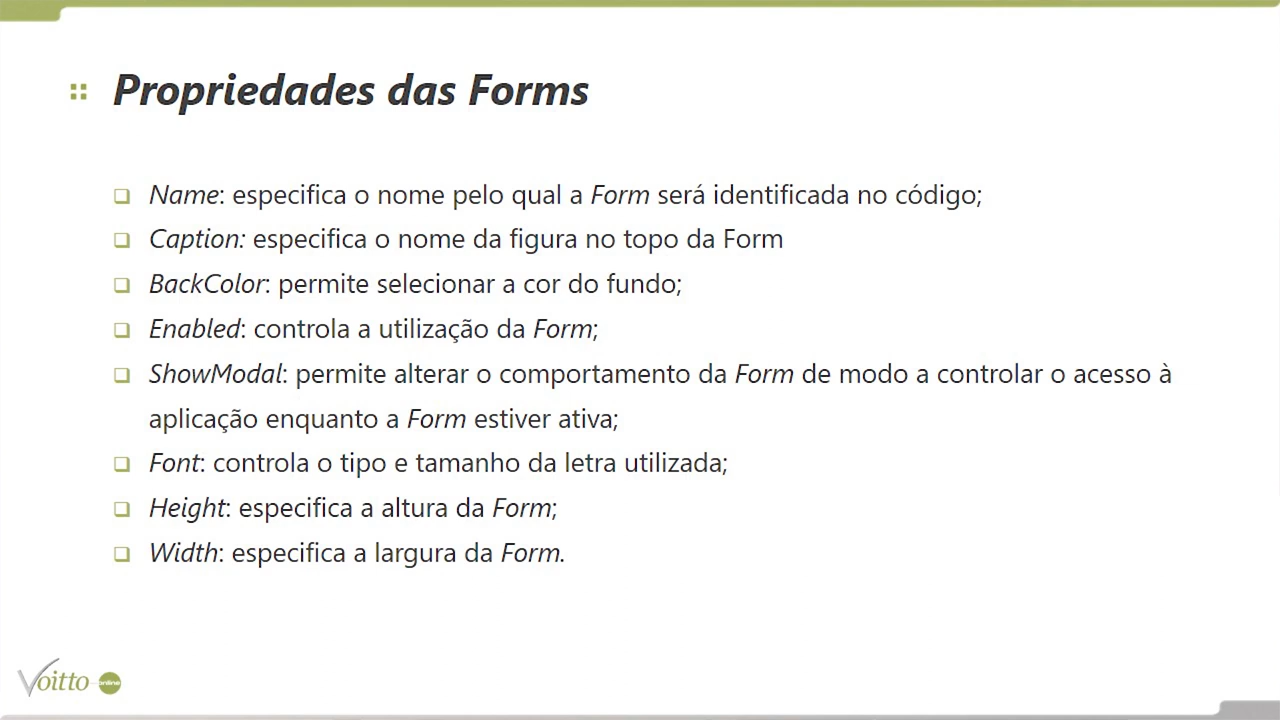 Propriedades das Forms
Name: especifica o nome pelo qual a Form será identificada no código;
Caption: especifica o nome da figura no topo da Form
BackColor: permite selecionar a cor do fundo;
Enabled: controla a utilização da Form;
ShowModal: permite alterar o comportamento da Form de modo a controlar o acesso à
aplicação enquanto a Form estiver ativa;
Font: controla o tipo e tamanho da letra utilizada;
Height: especifica a altura da Form;
Width: especifica a largura da Form.
Voitto online